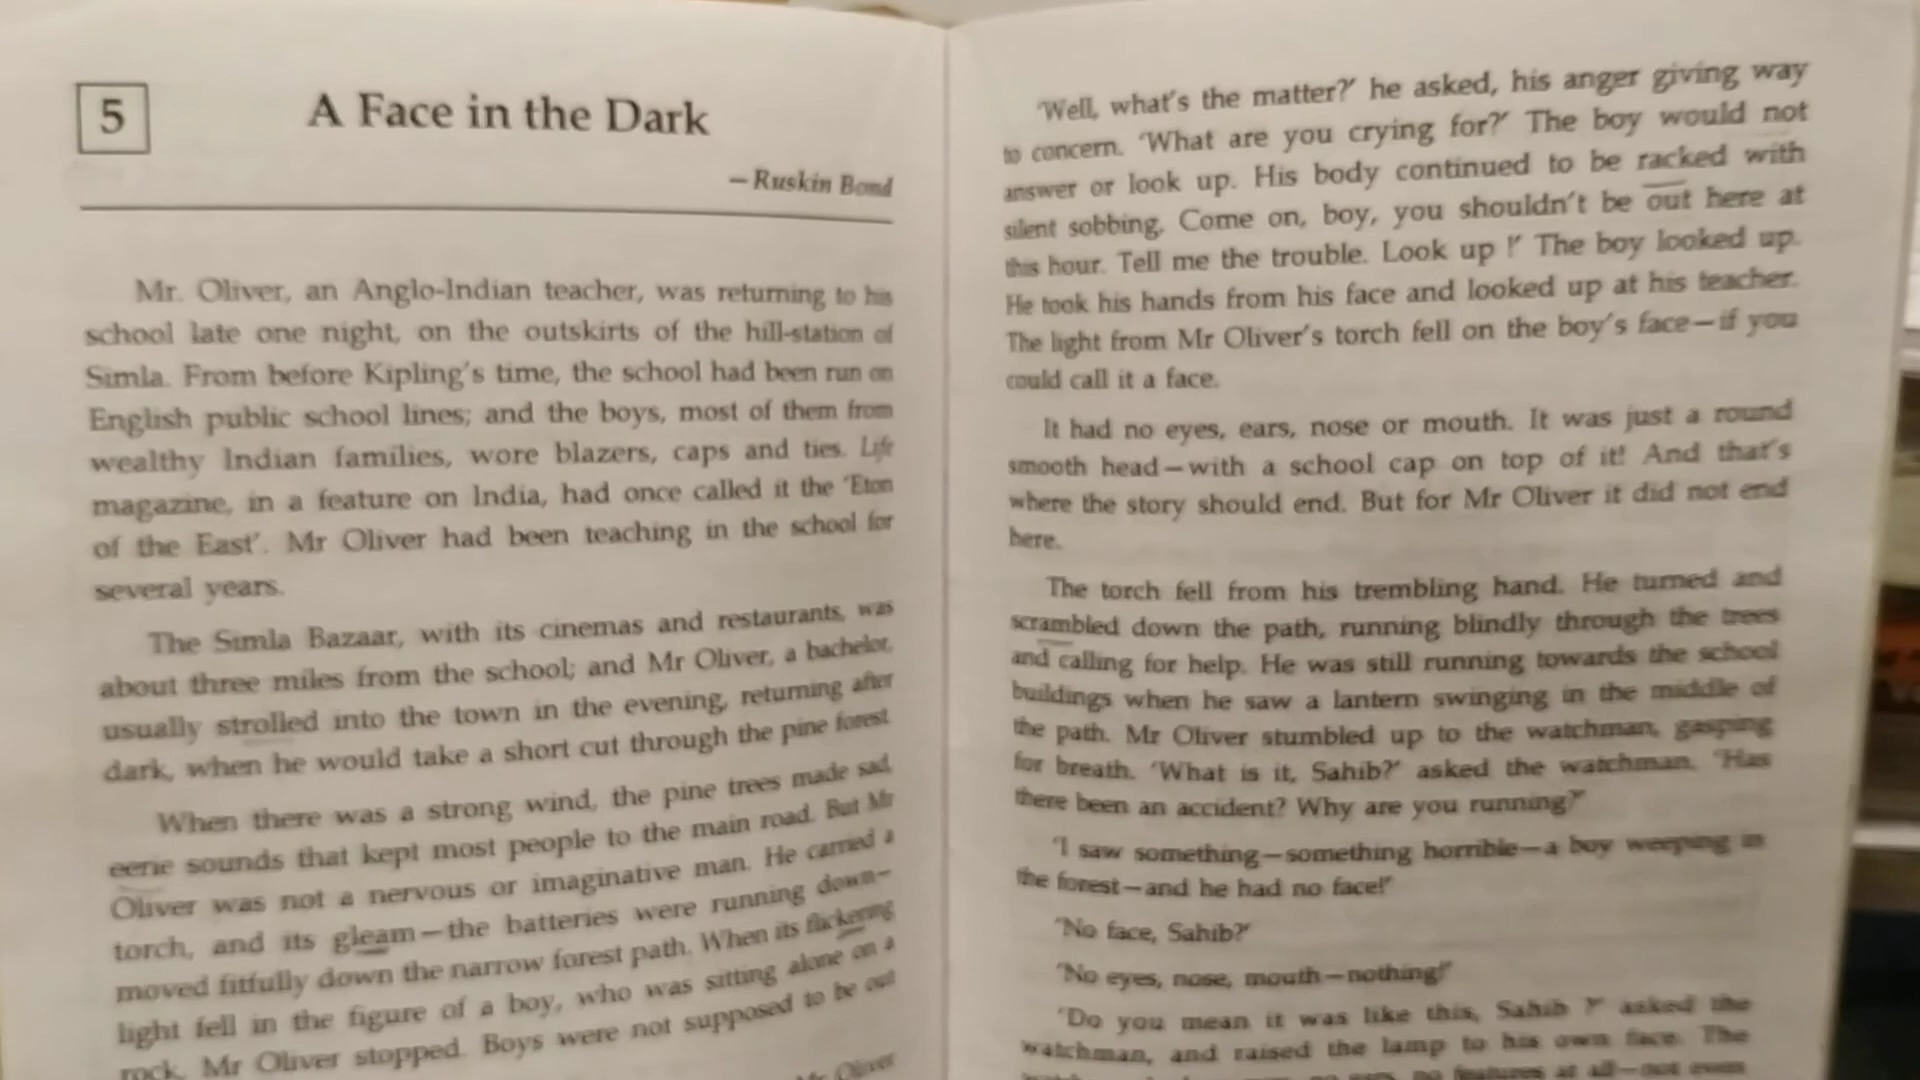 5
A Face in the Dark
– Ruskin Bond
Mr. Oliver, an Anglo-Indian teacher, was returning to his
school late one night, on the outskirts of the hill-station of
Simla. From before Kipling's time, the school had been run on
English public school lines; and the boys, most of them from
wealthy Indian families, wore blazers, caps and ties. Life
magazine, in a feature on India, had once called it the 'Eton
of the East'. Mr Oliver had been teaching in the school for
several years.
The Simla Bazaar, with its cinemas and restaurants, was
about three miles from the school; and Mr Oliver, a bachelor,
usually strolled into the town in the evening, returning after
dark, when he would take a short cut through the pine forest.
When there was a strong wind, the pine trees made sad,
eerie sounds that kept most people to the main road. But Mr
Oliver was not a nervous or imaginative man. He carried a
torch, and its gleam—the batteries were running down—
moved fitfully down the narrow forest path. When its flickering
light fell in the figure of a boy, who was sitting alone on a
rock, Mr Oliver stopped. Boys were not supposed to be out
Mr Oliver
'Well, what's the matter?' he asked, his anger giving way
to concern. 'What are you crying for?' The boy would not
answer or look up. His body continued to be racked with
silent sobbing. Come on, boy, you shouldn't be out here at
this hour. Tell me the trouble. Look up !' The boy looked up.
He took his hands from his face and looked up at his teacher.
The light from Mr Oliver's torch fell on the boy's face—if you
could call it a face.
It had no eyes, ears, nose or mouth. It was just a round
smooth head—with a school cap on top of it! And that's
where the story should end. But for Mr Oliver it did not end
here.
The torch fell from his trembling hand. He turned and
scrambled down the path, running blindly through the trees
and calling for help. He was still running towards the school
buildings when he saw a lantern swinging in the middle of
the path. Mr Oliver stumbled up to the watchman, gasping
for breath. 'What is it, Sahib?' asked the watchman. 'Has
there been an accident? Why are you running?'
'I saw something—something horrible—a boy weeping in
the forest—and he had no face!'
'No face, Sahib?'
'No eyes, nose, mouth—nothing!'
'Do you mean it was like this, Sahib ?' asked the
watchman, and raised the lamp to his own face. The
no ears, no features at all—not even